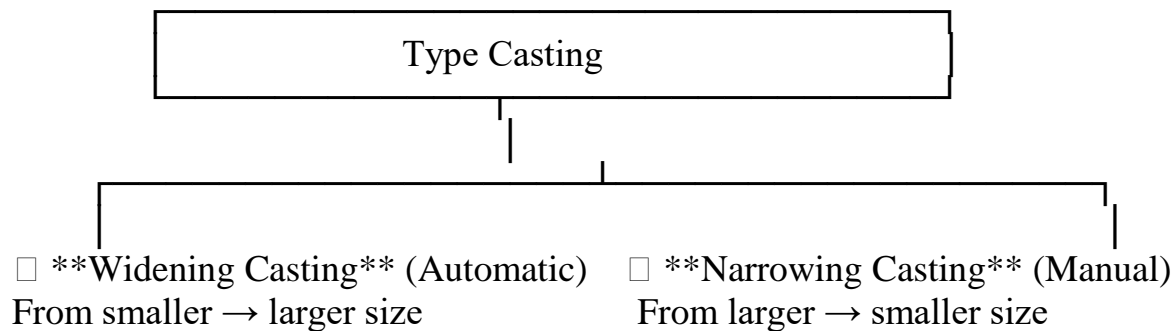 Type Casting
□ **Widening Casting** (Automatic) □ **Narrowing Casting** (Manual)
From smaller → larger size From larger → smaller size